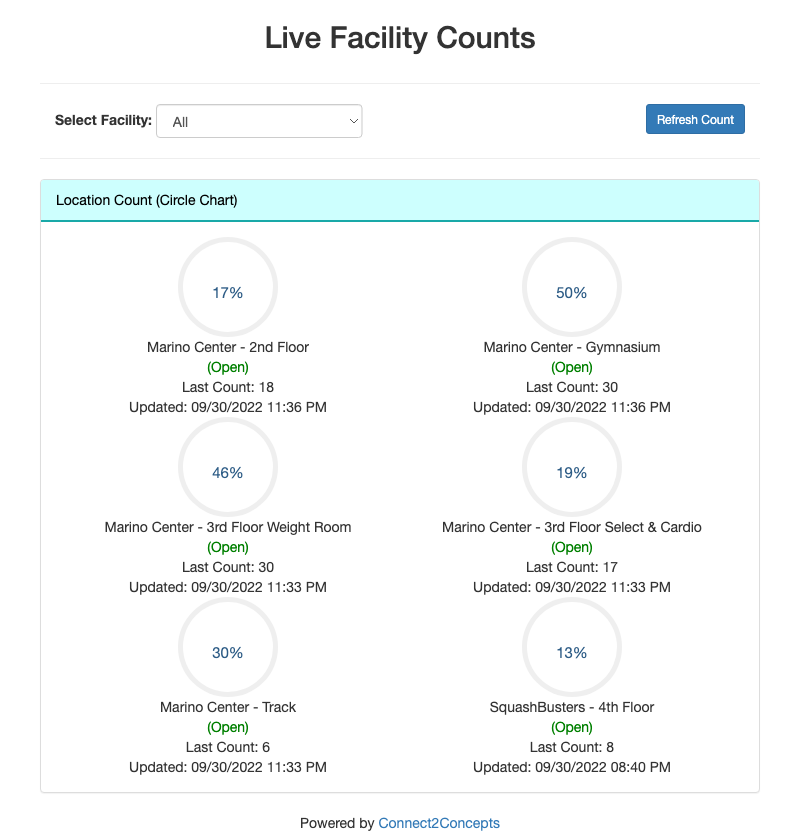 Live Facility Counts
Select Facility: All
Refresh Count
Location Count (Circle Chart)
17%
Marino Center - 2nd Floor
(Open)
Last Count: 18
Updated: 09/30/2022 11:36 PM
50%
Marino Center - Gymnasium
(Open)
Last Count: 30
Updated: 09/30/2022 11:36 PM
46%
Marino Center - 3rd Floor Weight Room
(Open)
Last Count: 30
Updated: 09/30/2022 11:33 PM
19%
Marino Center - 3rd Floor Select & Cardio
(Open)
Last Count: 17
Updated: 09/30/2022 11:33 PM
30%
Marino Center - Track
(Open)
Last Count: 6
Updated: 09/30/2022 11:33 PM
13%
SquashBusters - 4th Floor
(Open)
Last Count: 8
Updated: 09/30/2022 08:40 PM
Powered by Connect2Concepts